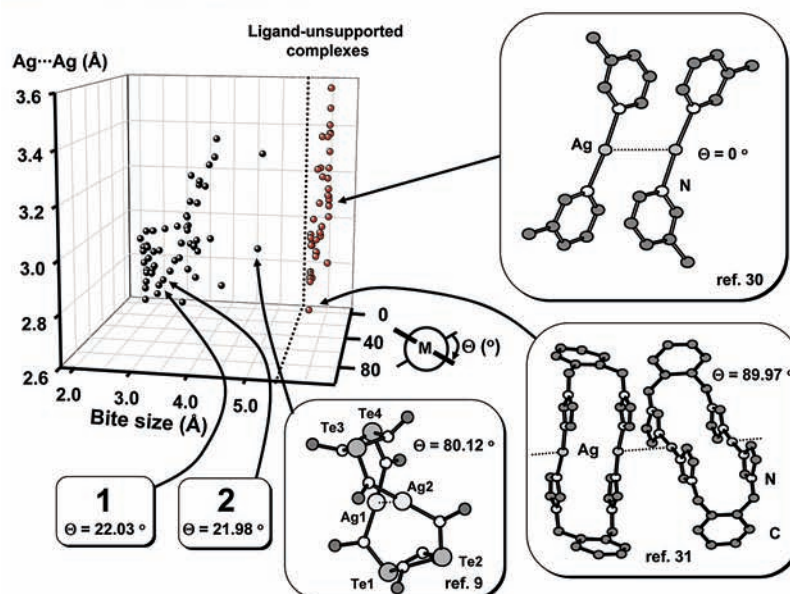 Ligand-unsupported
complexes
Ag···Ag (Å)
3.6
3.4
3.2
3.0
2.8
2.6
2.0
3.0
4.0
5.0
Bite size (Å)
0
40
80
M
Θ (º)
Ag
Θ = 0 º
N
ref. 30
Θ = 89.97 º
Ag
N
C
ref. 31
Te4
Te3
Θ = 80.12 º
Ag2
Ag1
Te2
Te1
ref. 9
1
Θ = 22.03 º
2
Θ = 21.98 º